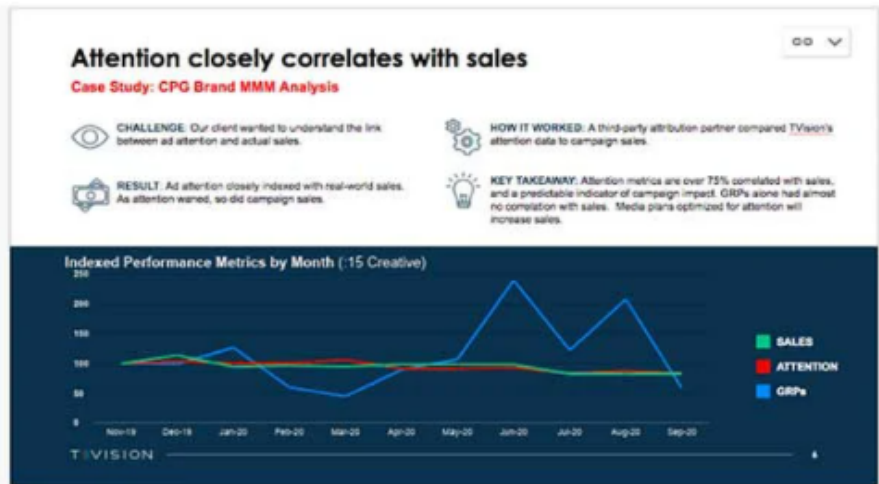 Attention closely correlates with sales
Case Study: CPG Brand MMM Analysis
CHALLENGE: Our client wanted to understand the link
between ad attention and actual sales.
HOW IT WORKED: A third-party attribution partner compared TVision's
attention data to campaign sales.
RESULT: Ad attention closely indexed with real-world sales.
As attention waned, so did campaign sales.
KEY TAKEAWAY: Attention metrics are over 75% correlated with sales,
and a predictable indicator of campaign impact. GRPs alone had almost
no correlation with sales. Media plans optimized for attention will
increase sales.
Indexed Performance Metrics by Month (:15 Creative)
250
200
150
100
50
0
SALES
ATTENTION
GRPs
Nov-19 Dec-19 Jan-20 Feb-20 Mar-20 Apr-20 May-20 Jun-20 Jul-20 Aug-20 Sep-20
TVISION
6